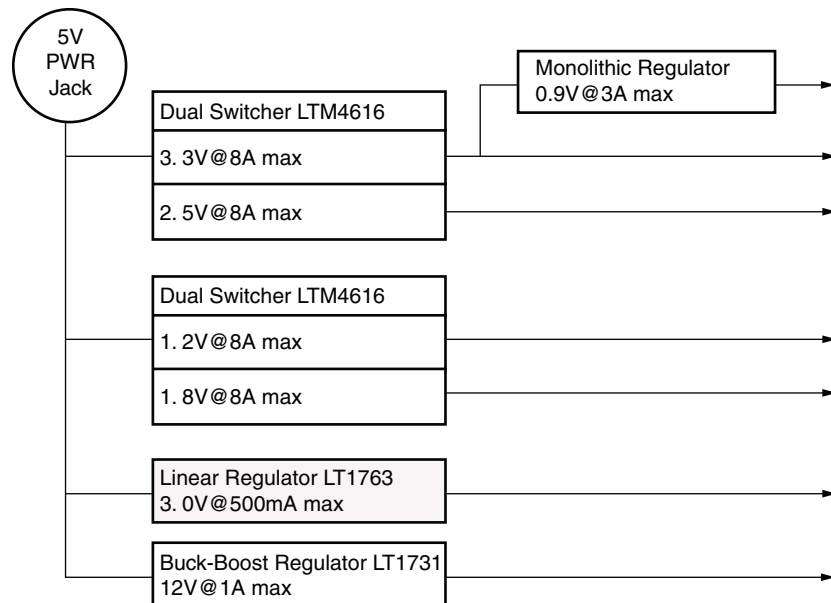 5V
PWR
Jack
Monolithic Regulator
0.9V@3A max
Dual Switcher LTM4616
3. 3V@8A max
2. 5V@8A max
Dual Switcher LTM4616
1. 2V@8A max
1. 8V@8A max
Linear Regulator LT1763
3. 0V@500mA max
Buck-Boost Regulator LT1731
12V@1A max